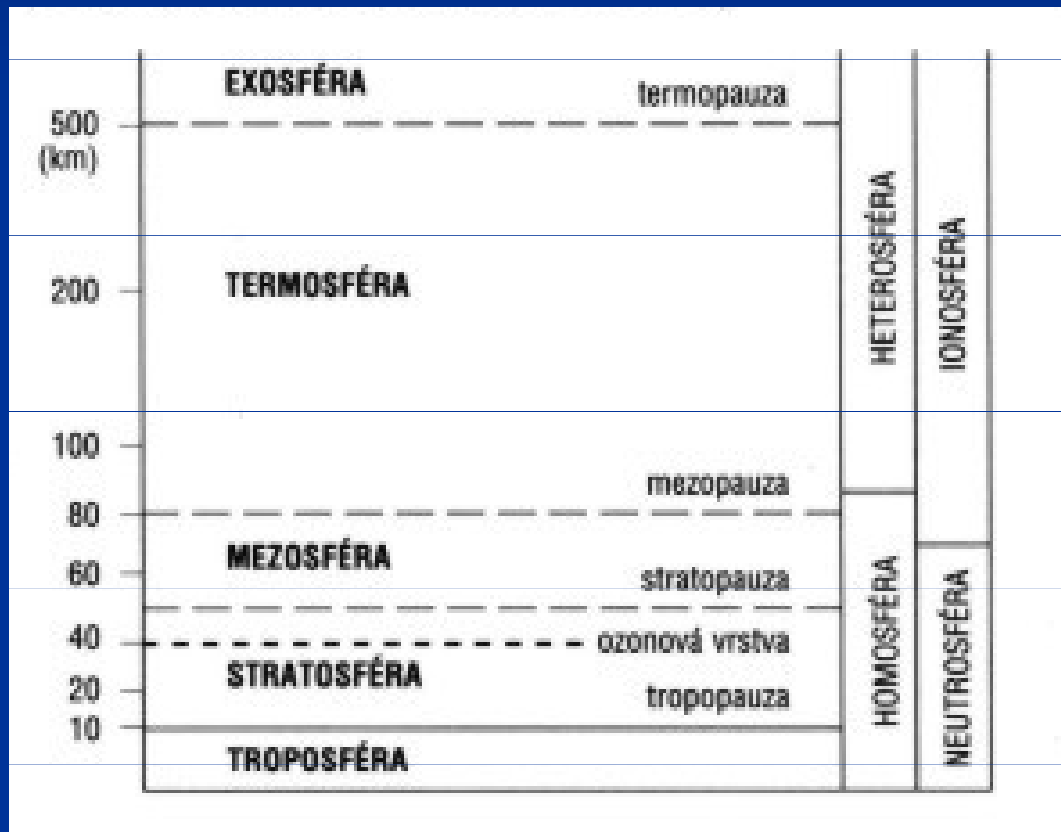 EXOSFÉRA
termopauza
500
(km)
200
TERMOSFÉRA
100
mezopauza
80
MEZOSFÉRA
60
stratopauza
40
ozonová vrstva
STRATOSFÉRA
20
tropopauza
10
TROPOSFÉRA
HETEROSFÉRA
IONOSFÉRA
HOMOSFÉRA
NEUTROSFÉRA